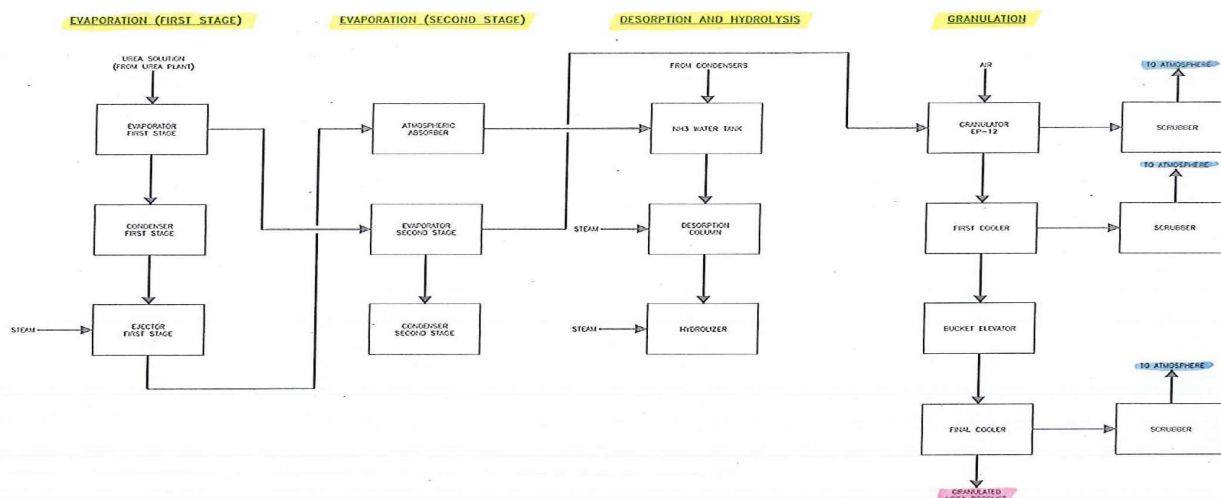 EVAPORATION (FIRST STAGE)
EVAPORATION (SECOND STAGE)
DESORPTION AND HYDROLYSIS
GRANULATION
UREA SOLUTION
(FROM UREA PLANT)
FROM CONDENSERS
AIR
TO ATMOSPHERE
EVAPORATOR
FIRST STAGE
ATMOSPHERIC
ABSORBER
NH3 WATER TANK
GRANULATOR
EP-12
SCRUBBER
TO ATMOSPHERE
CONDENSER
FIRST STAGE
EVAPORATOR
SECOND STAGE
STEAM
DESORPTION
COLUMN
FIRST COOLER
SCRUBBER
STEAM
EJECTOR
FIRST STAGE
CONDENSER
SECOND STAGE
STEAM
HYDROLIZER
BUCKET ELEVATOR
TO ATMOSPHERE
FINAL COOLER
SCRUBBER
GRANULATED
UREA PRODUCT